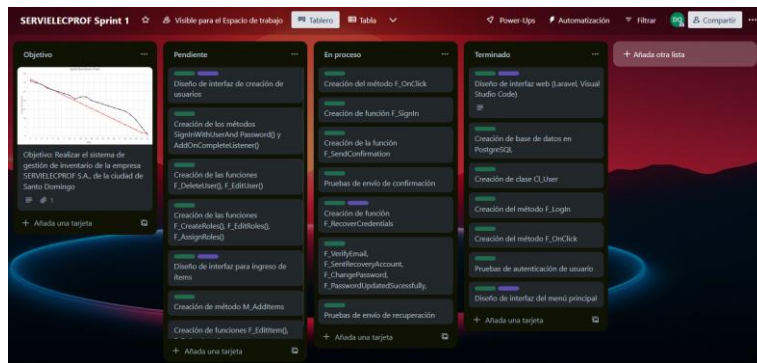 SERVIELECPROF Sprint 1
Visible para el Espacio de trabajo
Tablero
Tabla
Power-Ups
Automatización
Filtrar
DQ
Compartir
Objetivo
Objetivo: Realizar el sistema de
gestión de inventario de la empresa
SERVIELECPROF S.A., de la ciudad de
Santo Domingo
1
+ Añada una tarjeta
Pendiente
Diseño de interfaz de creación de
usuarios
Creación de los métodos
SignInWithUserAnd Password() y
AddOnCompleteListener()
Creación de las funciones
F_DeleteUser(), F_EditUser()
Creación de las funciones
F_CreateRoles(), F_EditRoles(),
F_AssignRoles()
Diseño de interfaz para ingreso de
ítems
Creación de método M_AddItems
Creación de funciones F_EditItem(),
+ Añada una tarjeta
En proceso
Creación del método F_OnClick
Creación de función F_SignIn
Creación de la función
F_SendConfirmation
Pruebas de envío de confirmación
Creación de función
F_RecoverCredentials
F_VerifyEmail,
F_SentRecoveryAccount,
F_ChangePassword,
F_PasswordUpdatedSucessfully,
Pruebas de envío de recuperación
+ Añada una tarjeta
Terminado
Diseño de interfaz web (Laravel, Visual
Studio Code)
Creación de base de datos en
PostgreSQL
Creación de clase Cl_User
Creación del método F_LogIn
Creación del método F_OnClick
Pruebas de autenticación de usuario
Diseño de interfaz del menú principal
+ Añada una tarjeta
+ Añada otra lista